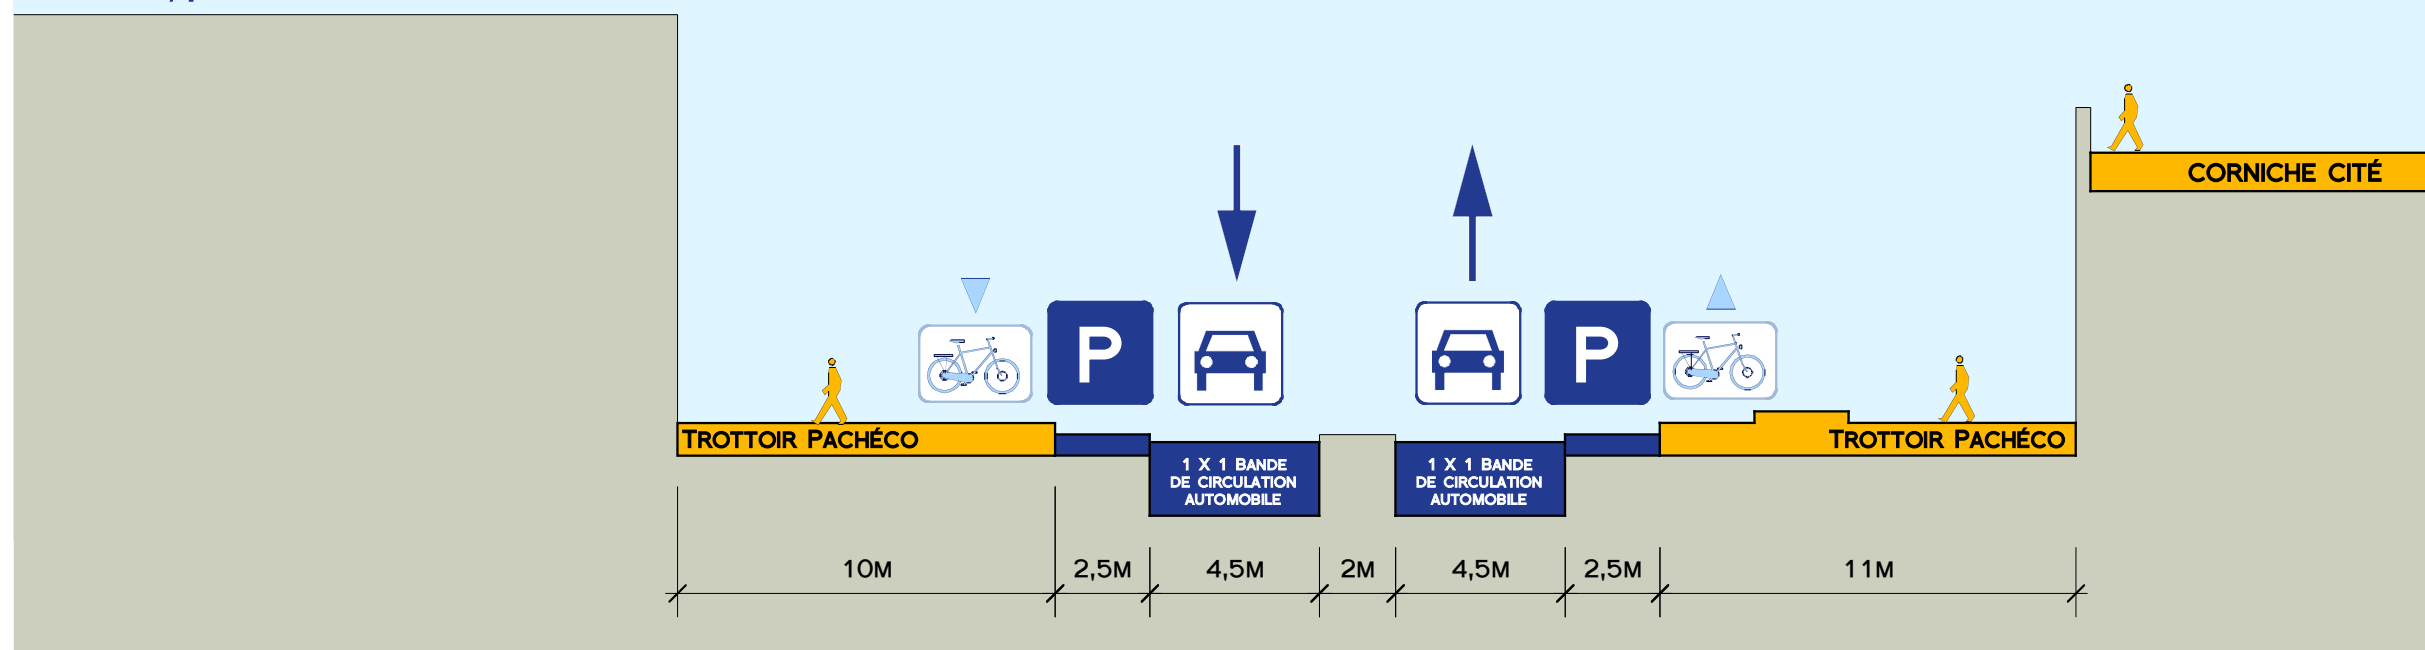 CORNICHE CITÉ
P
P
TROTTOIR PACHÉCO
TROTTOIR PACHÉCO
1 X 1 BANDE
DE CIRCULATION
AUTOMOBILE
1 X 1 BANDE
DE CIRCULATION
AUTOMOBILE
10M
2,5M
4,5M
2M
4,5M
2,5M
11M